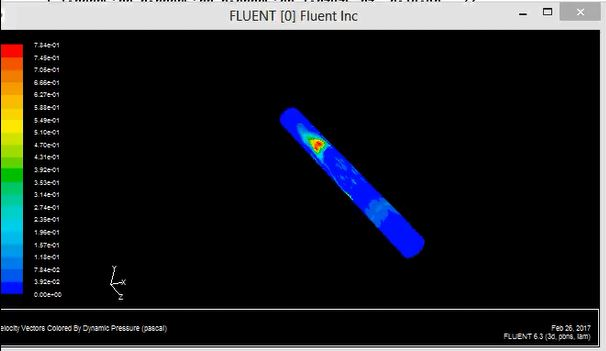 FLUENT [0] Fluent Inc
7.84e-01
7.45e-01
7.05e-01
6.66e-01
6.27e-01
5.88e-01
5.49e-01
5.10e-01
4.70e-01
4.31e-01
3.92e-01
3.53e-01
3.14e-01
2.74e-01
2.35e-01
1.96e-01
1.57e-01
1.18e-01
7.84e-02
3.92e-02
0.00e+00
Y
X
Z
elocity Vectors Colored By Dynamic Pressure (pascal)
Feb 26, 2017
FLUENT 6.3 (3d, pbns, lam)